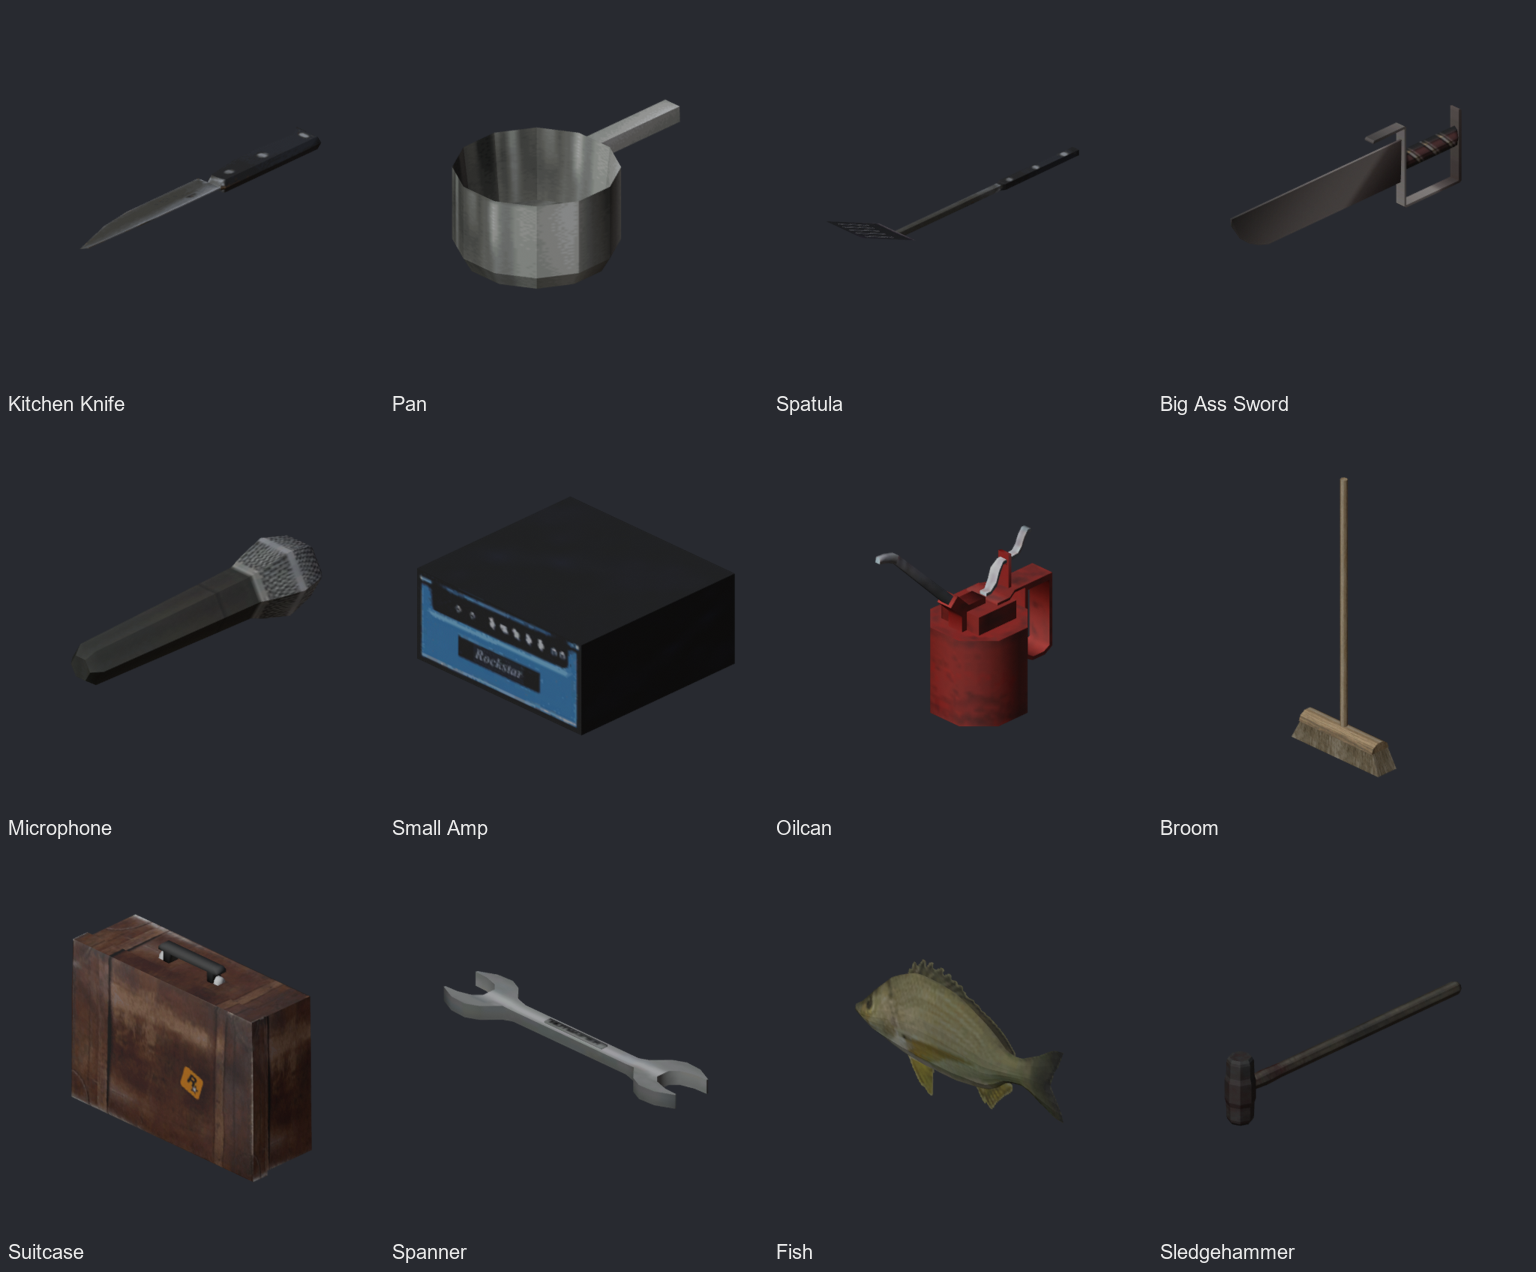 Kitchen Knife
Pan
Spatula
Big Ass Sword
Rockstar
Microphone
Small Amp
Oilcan
Broom
R
Suitcase
Spanner
Fish
Sledgehammer